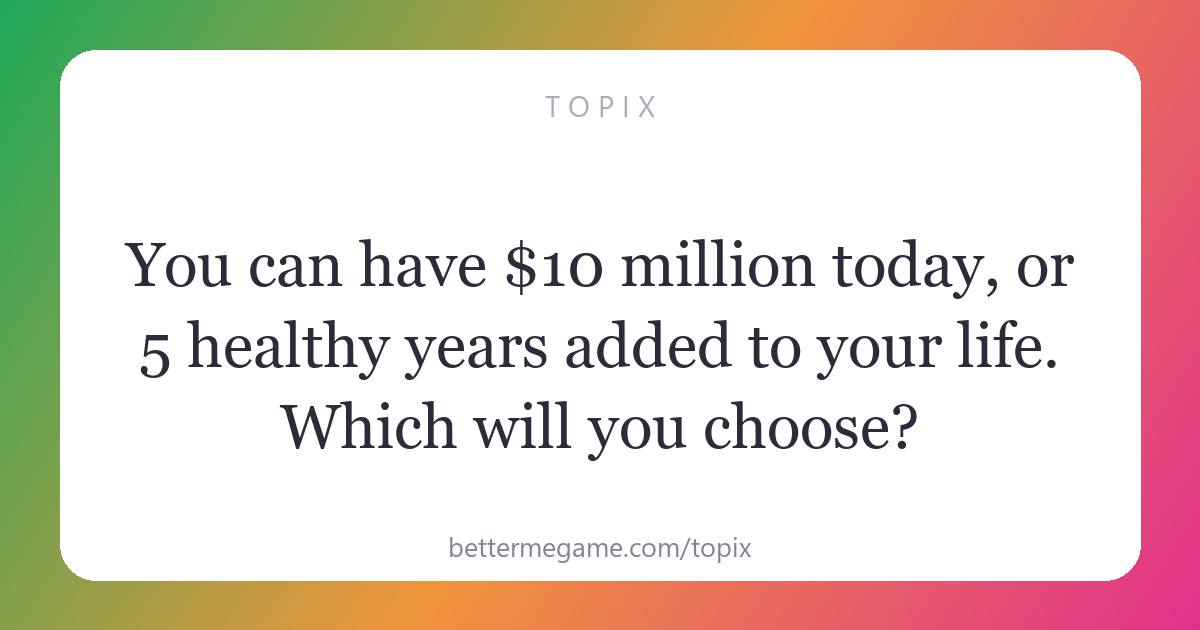 TOPIX
You can have $10 million today, or
5 healthy years added to your life.
Which will you choose?
bettermegame.com/topix